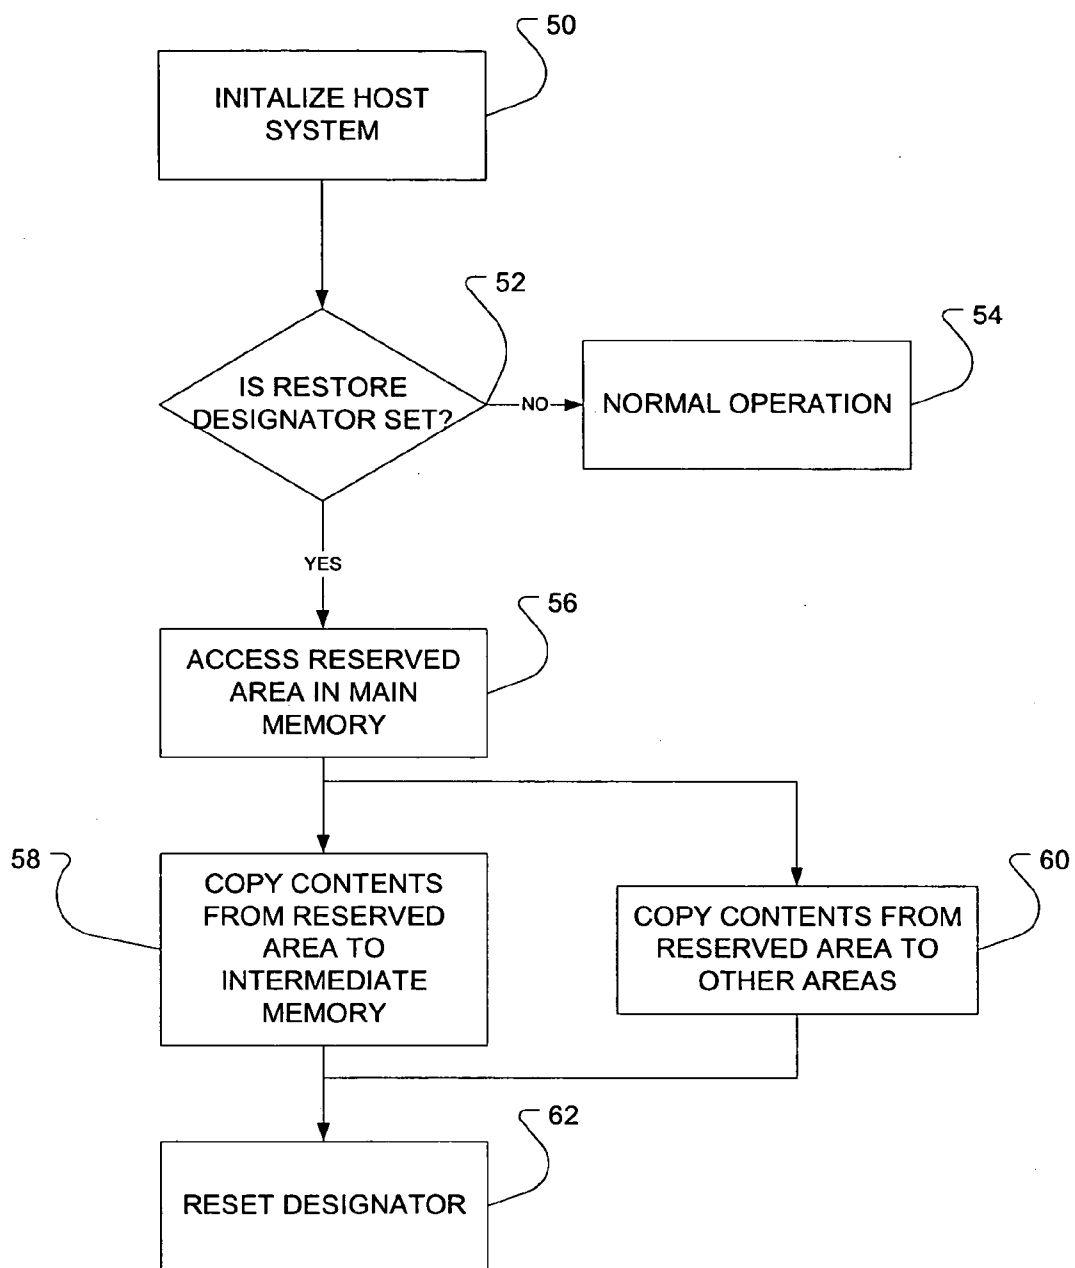 50
INITALIZE HOST
SYSTEM
52
IS RESTORE
DESIGNATOR SET?
NO
54
NORMAL OPERATION
YES
56
ACCESS RESERVED
AREA IN MAIN
MEMORY
58
COPY CONTENTS
FROM RESERVED
AREA TO
INTERMEDIATE
MEMORY
60
COPY CONTENTS FROM
RESERVED AREA TO
OTHER AREAS
62
RESET DESIGNATOR